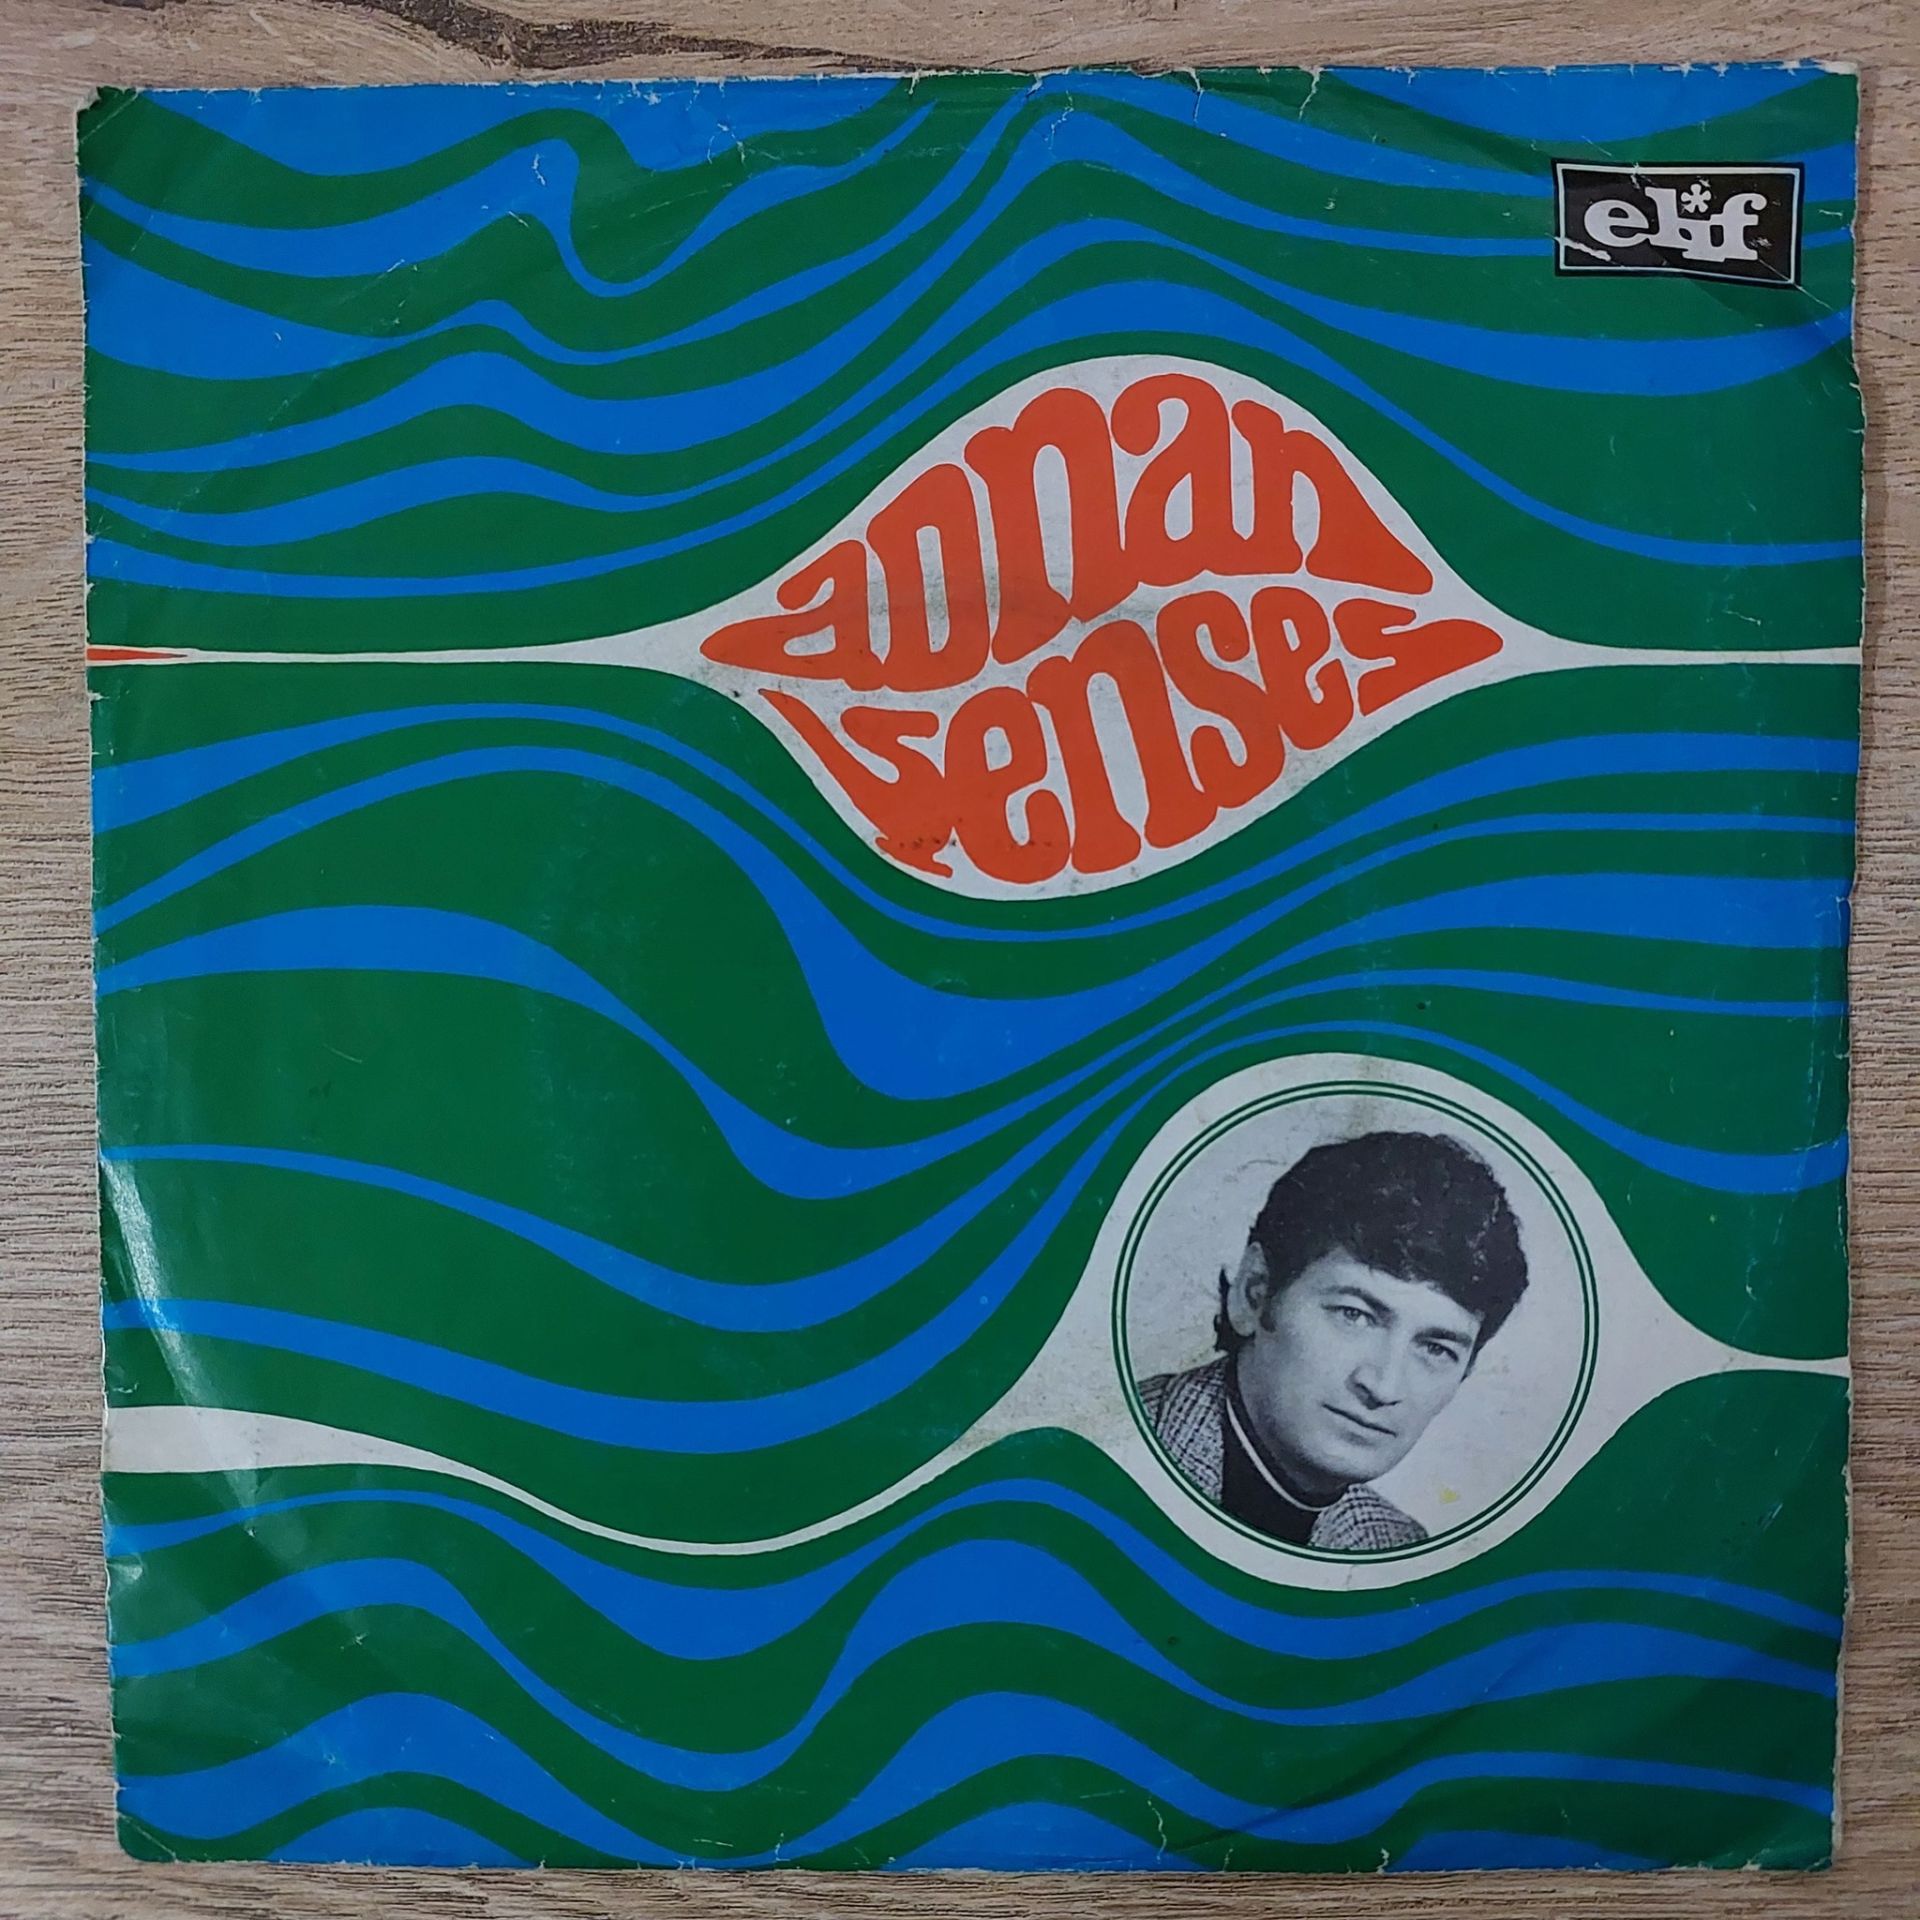 elif
aDnan
şenses